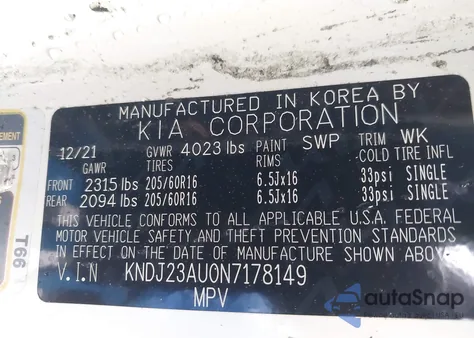 MANUFACTURED IN KOREA BY
KIA CORPORATION
12/21 GVWR 4023 lbs PAINT SWP TRIM WK
GAWR TIRES RIMS COLD TIRE INFL
FRONT 2315 lbs 205/60R16 6.5Jx16 33psi SINGLE
REAR 2094 lbs 205/60R16 6.5Jx16 33psi SINGLE
THIS VEHICLE CONFORMS TO ALL APPLICABLE U.S.A. FEDERAL
MOTOR VEHICLE SAFETY AND THEFT PREVENTION STANDARDS
IN EFFECT ON THE DATE OF MANUFACTURE SHOWN ABOVE
V.I.N KNDJ23AU0N7178149
MPV
T66
autaSnap